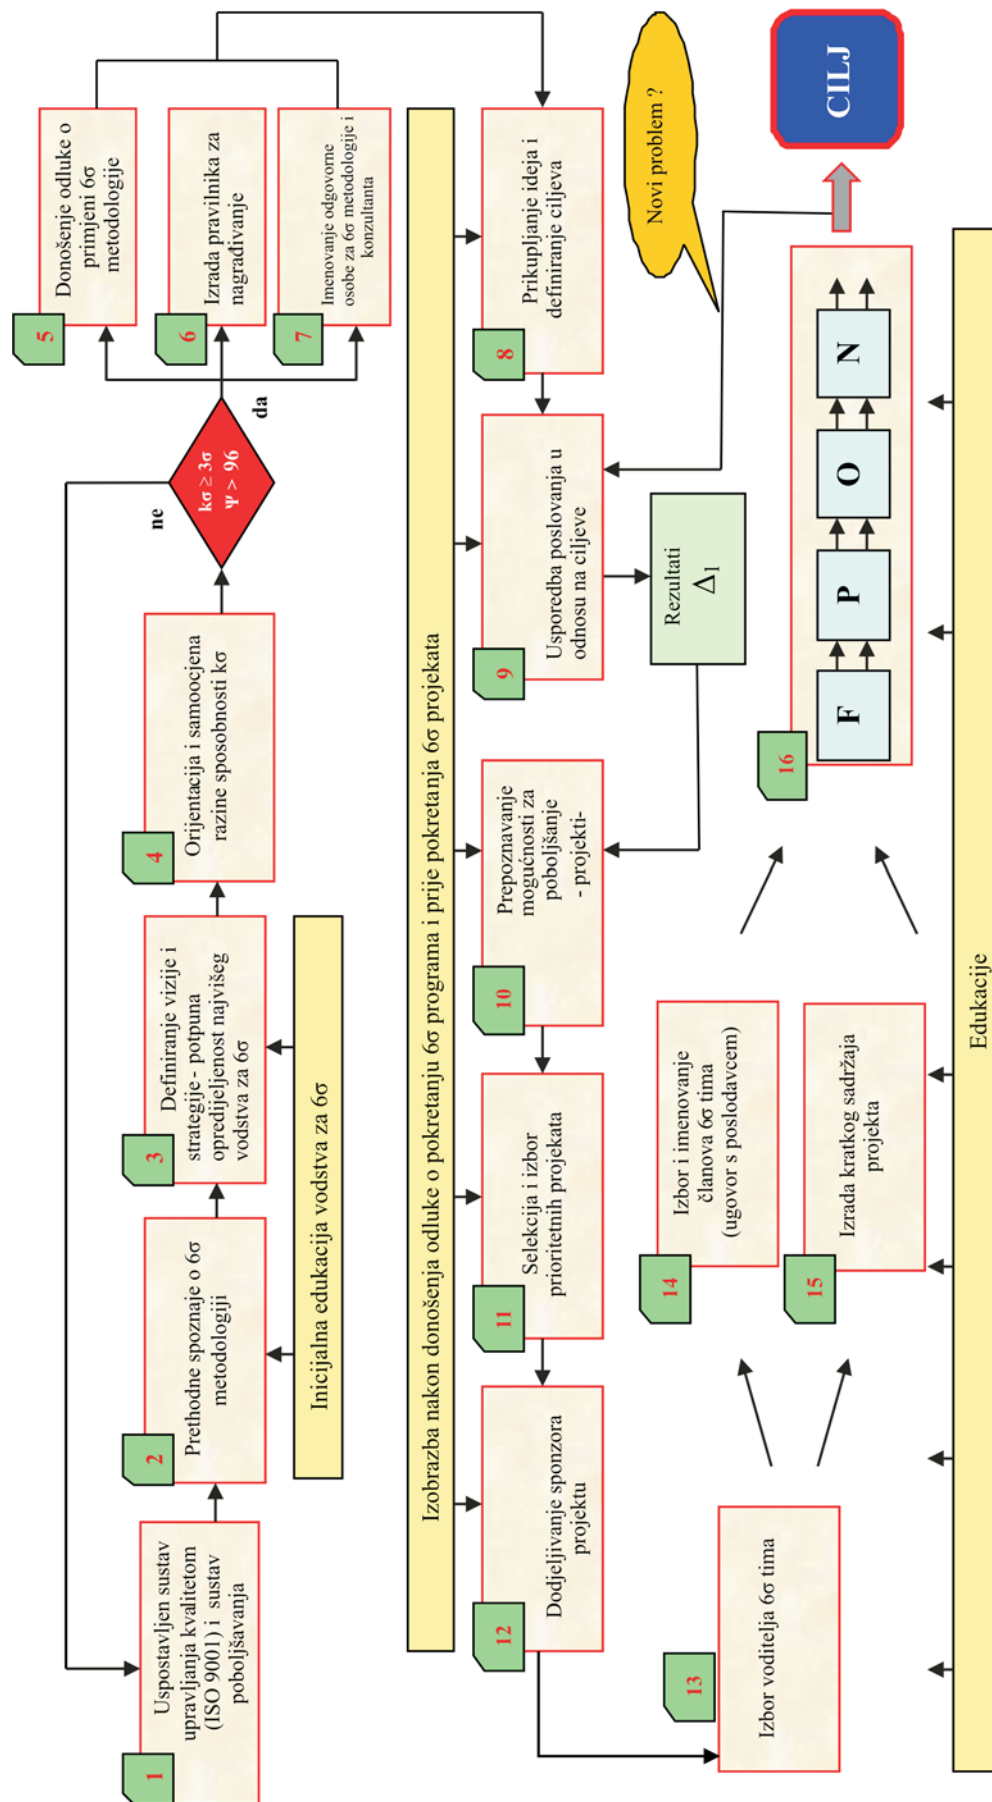 1
Uspostavljen sustav
upravljanja kvalitetom
(ISO 9001) i sustav
poboljšavanja
2
Prethodne spoznaje o 6σ
metodologiji
3
Definiranje vizije i
strategije- potpuna
opredijeljenost najvišeg
vodstva za 6σ
4
Orijentacija i samoocjena
razine sposobnosti kσ
Inicijalna edukacija vodstva za 6σ
kσ ≥ 3σ
Ψ > 96
ne
da
5
Donošenje odluke o
primjeni 6σ
metodologije
6
Izrada pravilnika za
nagrađivanje
7
Imenovanje odgovorne
osobe za 6σ metodologije i
konzultanta
Izobrazba nakon donošenja odluke o pokretanju 6σ programa i prije pokretanja 6σ projekata
8
Prikupljanje ideja i
definiranje ciljeva
9
Usporedba poslovanja u
odnosu na ciljeve
Rezultati
Δ1
10
Prepoznavanje
mogućnosti za
poboljšanje
- projekti-
11
Selekcija i izbor
prioritetnih projekata
12
Dodjeljivanje sponzora
projektu
13
Izbor voditelja 6σ tima
14
Izbor i imenovanje
članova 6σ tima
(ugovor s poslodavcem)
15
Izrada kratkog sadržaja
projekta
16
F P O N
Novi problem ?
CILJ
Edukacije